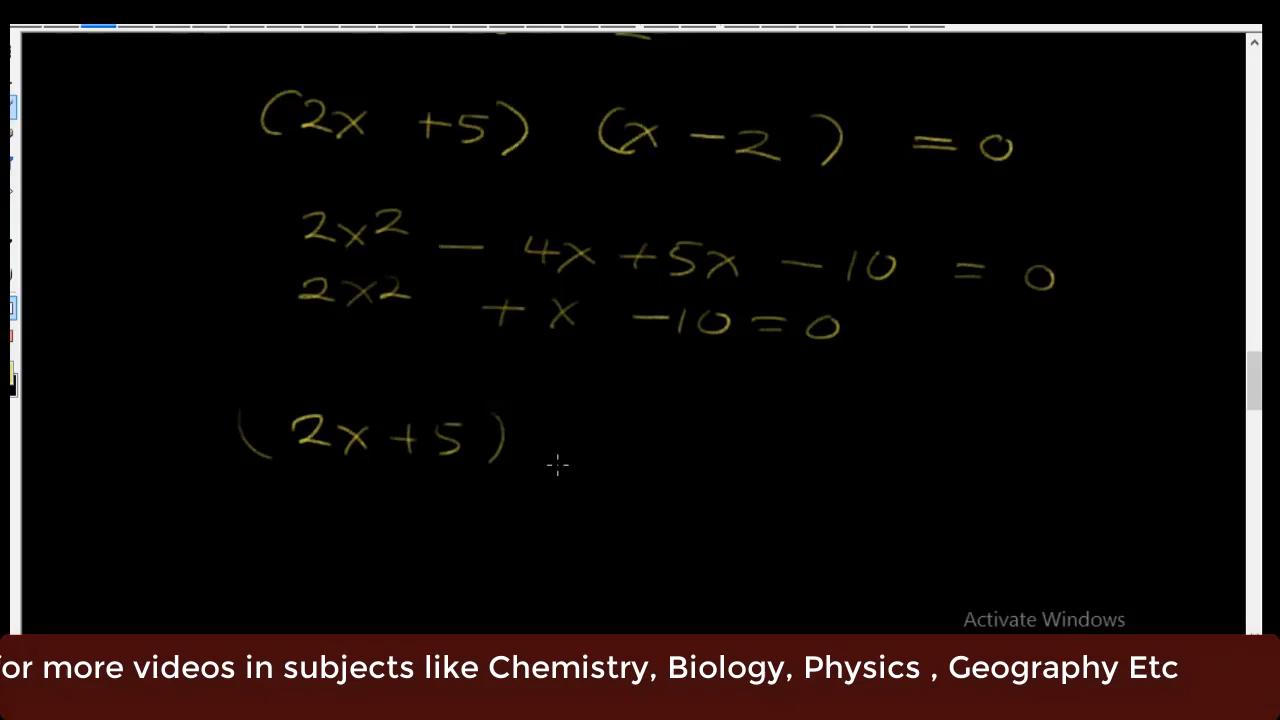 (2x +5) (x - 2) = 0
2x2 - 4x +5x - 10 = 0
2x2 + x -10 = 0
(2x+5)
Activate Windows
for more videos in subjects like Chemistry, Biology, Physics , Geography Etc